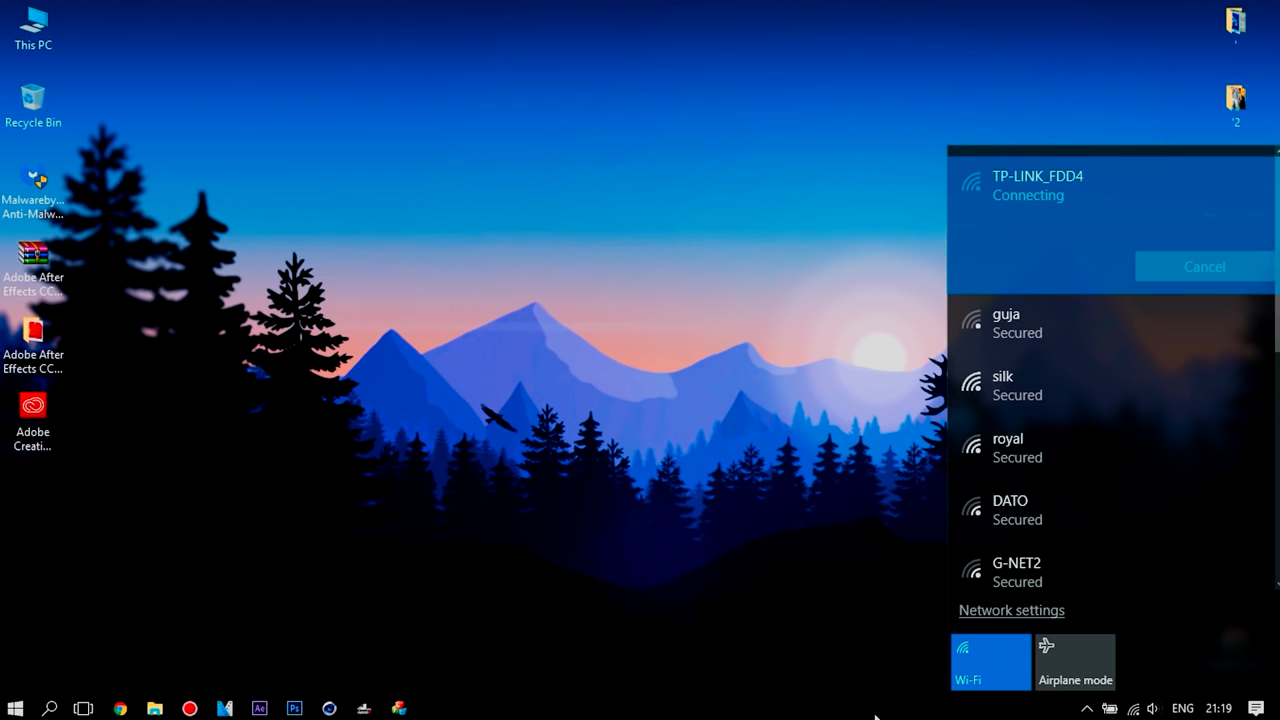 This PC
Recycle Bin
Malwareby...
Anti-Malw...
Adobe After
Effects CC...
Adobe After
Effects CC...
Adobe
Creati...
'
'2
TP-LINK_FDD4
Connecting
Cancel
guja
Secured
silk
Secured
royal
Secured
DATO
Secured
G-NET2
Secured
Network settings
Wi-Fi
Airplane mode
Ae
Ps
ENG
21:19